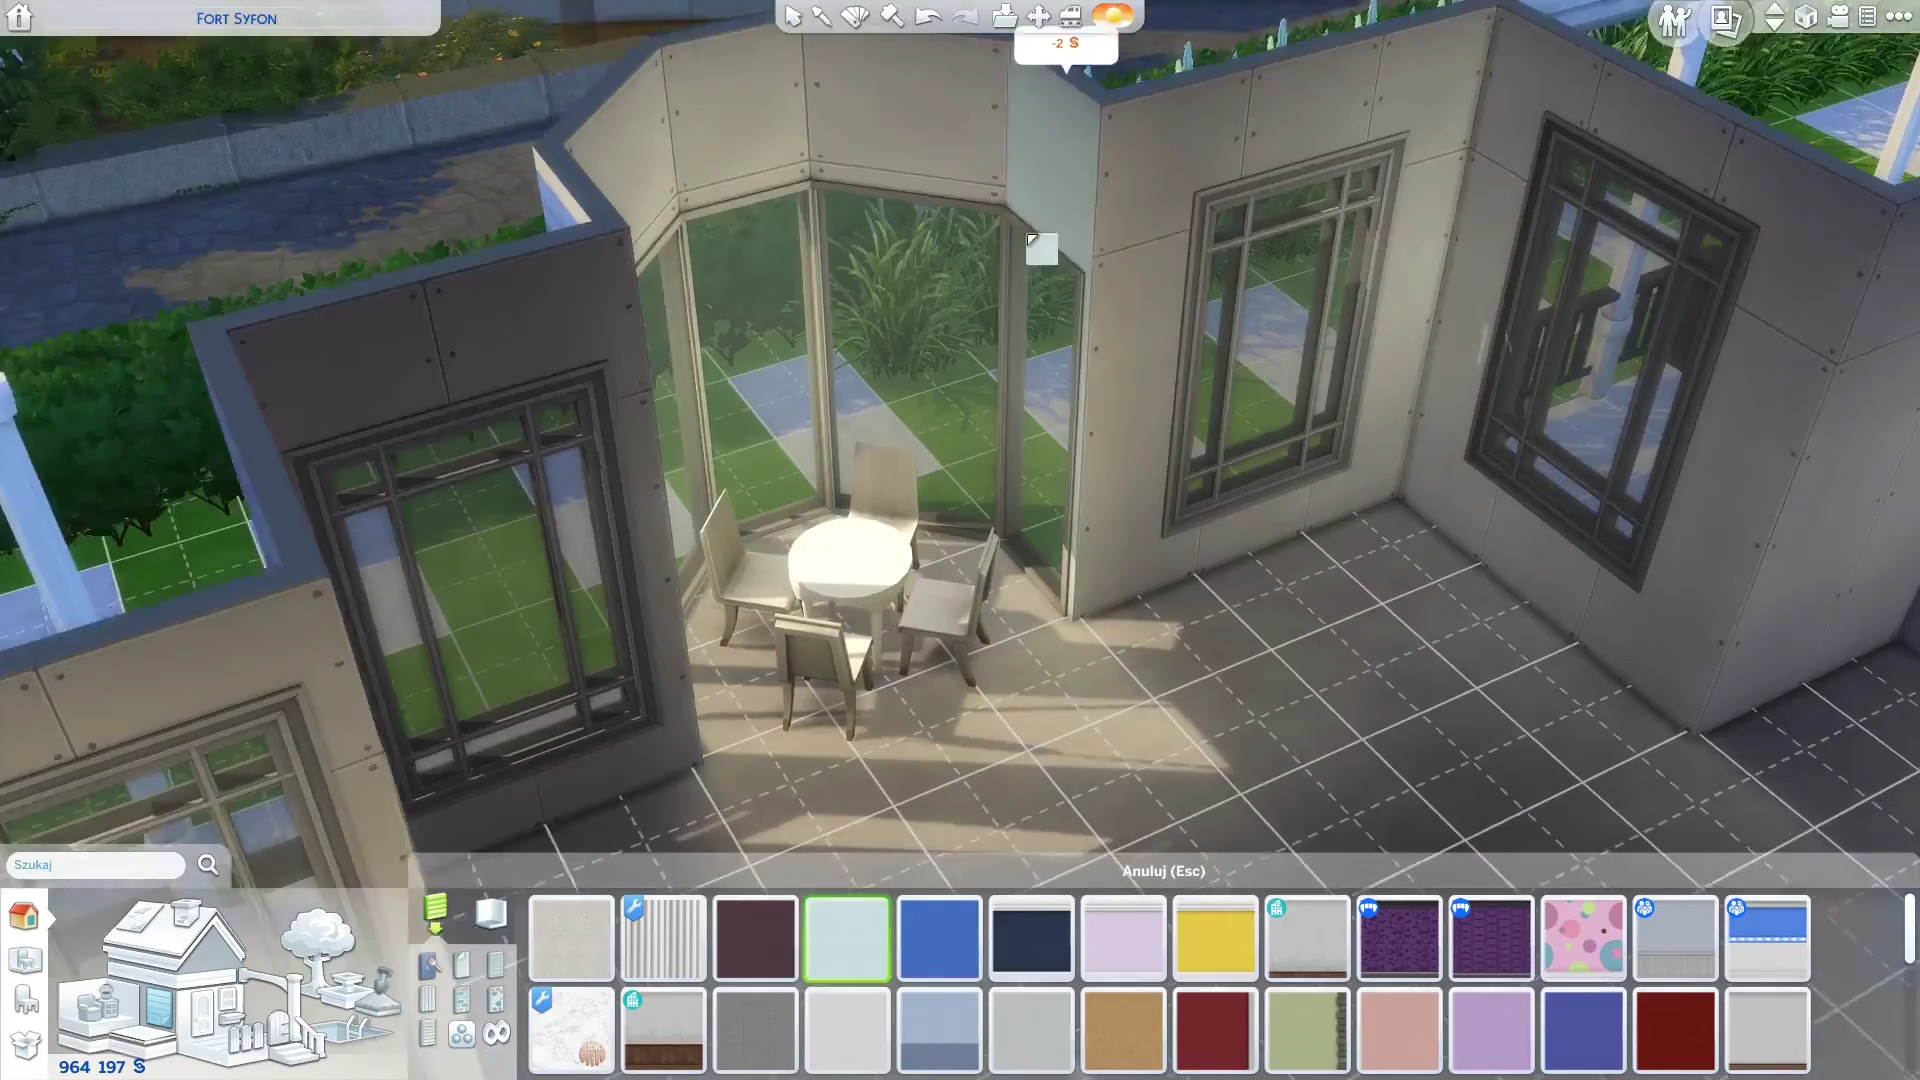 FORT SYFON
-2 §
Anuluj (Esc)
Szukaj
964 197 §